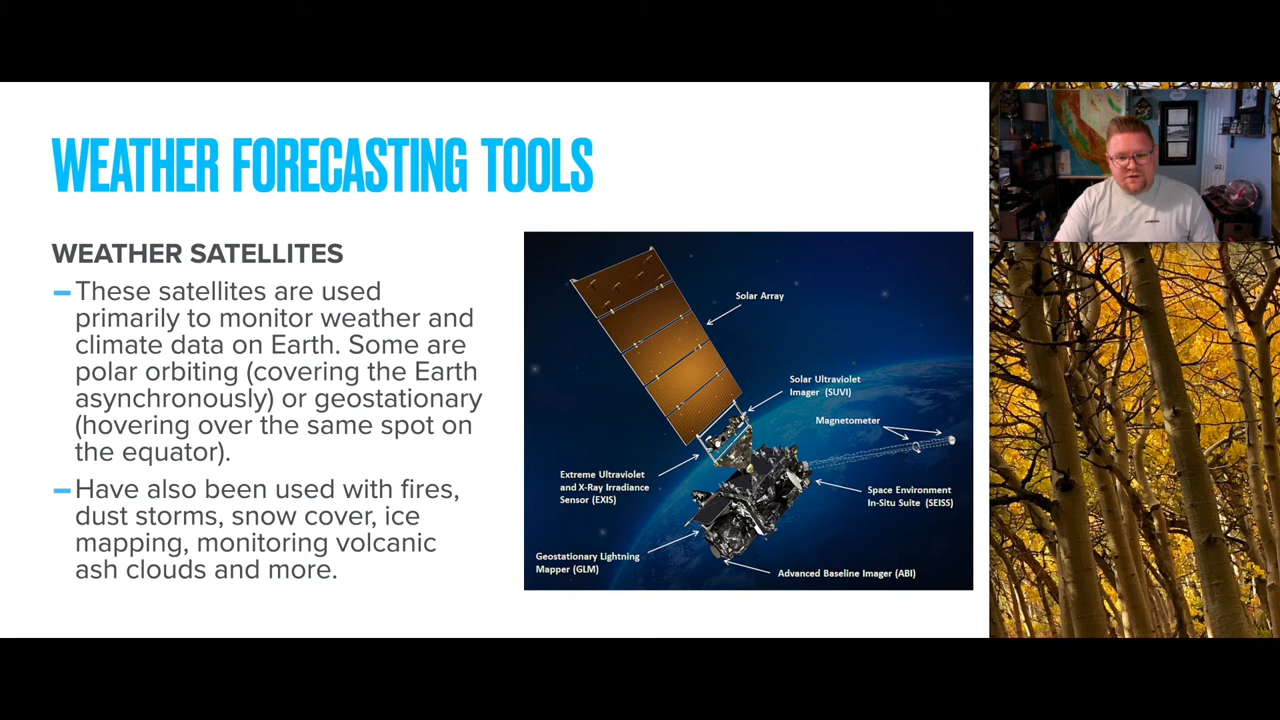 WEATHER FORECASTING TOOLS
WEATHER SATELLITES
These satellites are used
primarily to monitor weather and
climate data on Earth. Some are
polar orbiting (covering the Earth
asynchronously) or geostationary
(hovering over the same spot on
the equator).
Have also been used with fires,
dust storms, snow cover, ice
mapping, monitoring volcanic
ash clouds and more.
Solar Array
Solar Ultraviolet
Imager (SUVI)
Magnetometer
Extreme Ultraviolet
and X-Ray Irradiance
Sensor (EXIS)
Space Environment
In-Situ Suite (SEISS)
Geostationary Lightning
Mapper (GLM)
Advanced Baseline Imager (ABI)